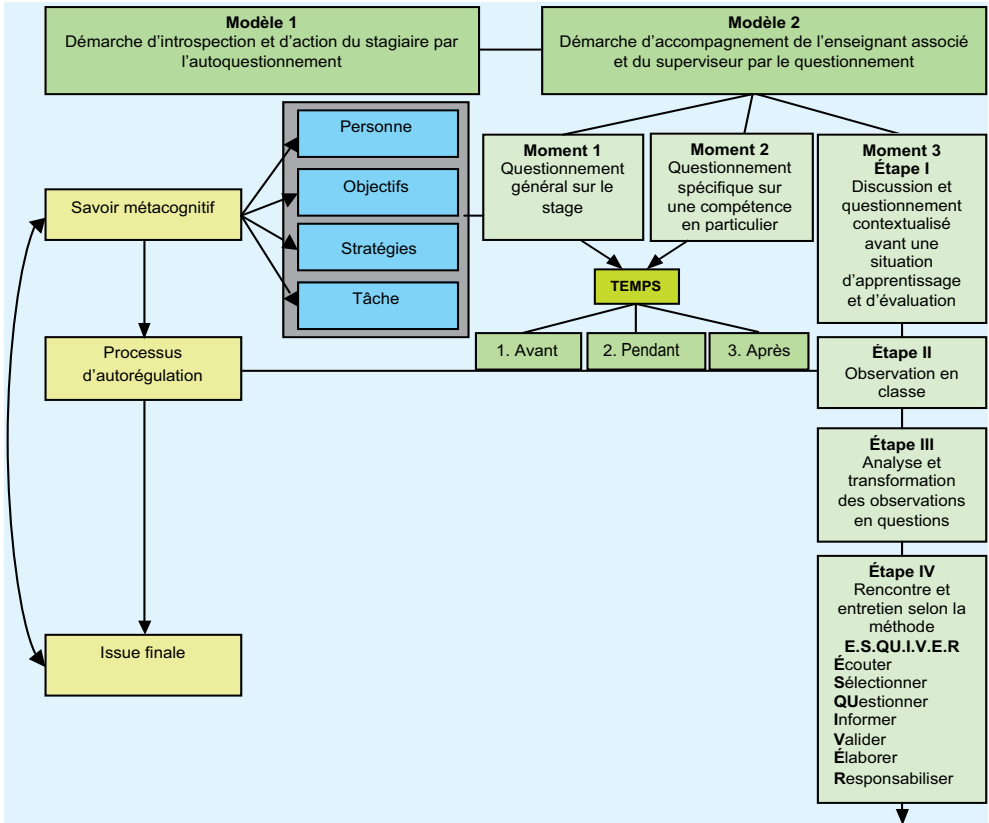 Modèle 1
Démarche d'introspection et d'action du stagiaire par
l'autoquestionnement
Modèle 2
Démarche d'accompagnement de l'enseignant associé
et du superviseur par le questionnement
Savoir métacognitif
Processus
d'autorégulation
Issue finale
Personne
Objectifs
Stratégies
Tâche
Moment 1
Questionnement
général sur le
stage
Moment 2
Questionnement
spécifique sur
une compétence
en particulier
TEMPS
1. Avant
2. Pendant
3. Après
Moment 3
Étape I
Discussion et
questionnement
contextualisé
avant une
situation
d'apprentissage
et d'évaluation
Étape II
Observation en
classe
Étape III
Analyse et
transformation
des observations
en questions
Étape IV
Rencontre et
entretien selon la
méthode
E.S.QU.I.V.E.R
Écouter
Sélectionner
QUestionner
Informer
Valider
Élaborer
Responsabiliser